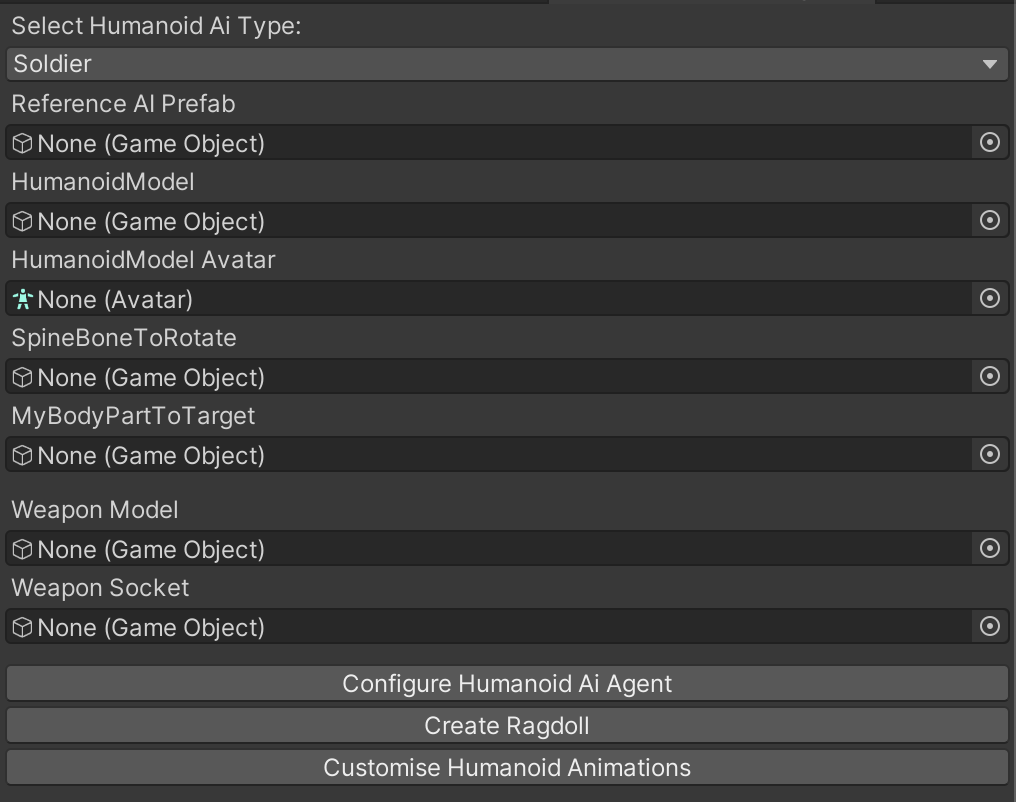 Select Humanoid Ai Type:
Soldier
Reference AI Prefab
None (Game Object)
HumanoidModel
None (Game Object)
HumanoidModel Avatar
None (Avatar)
SpineBoneToRotate
None (Game Object)
MyBodyPartToTarget
None (Game Object)
Weapon Model
None (Game Object)
Weapon Socket
None (Game Object)
Configure Humanoid Ai Agent
Create Ragdoll
Customise Humanoid Animations